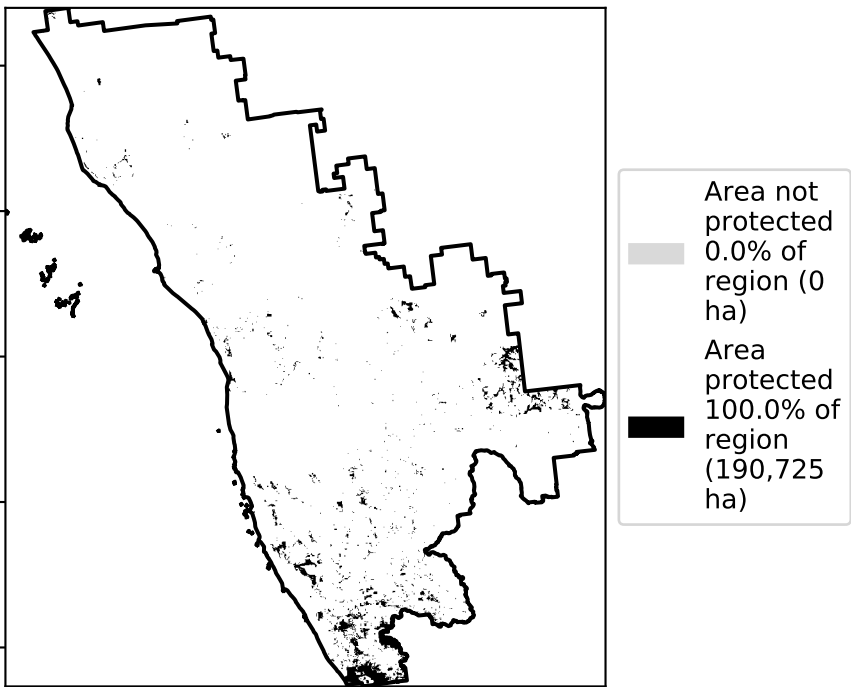 Area not
protected
0.0% of
region (0
ha)
Area
protected
100.0% of
region
(190,725
ha)